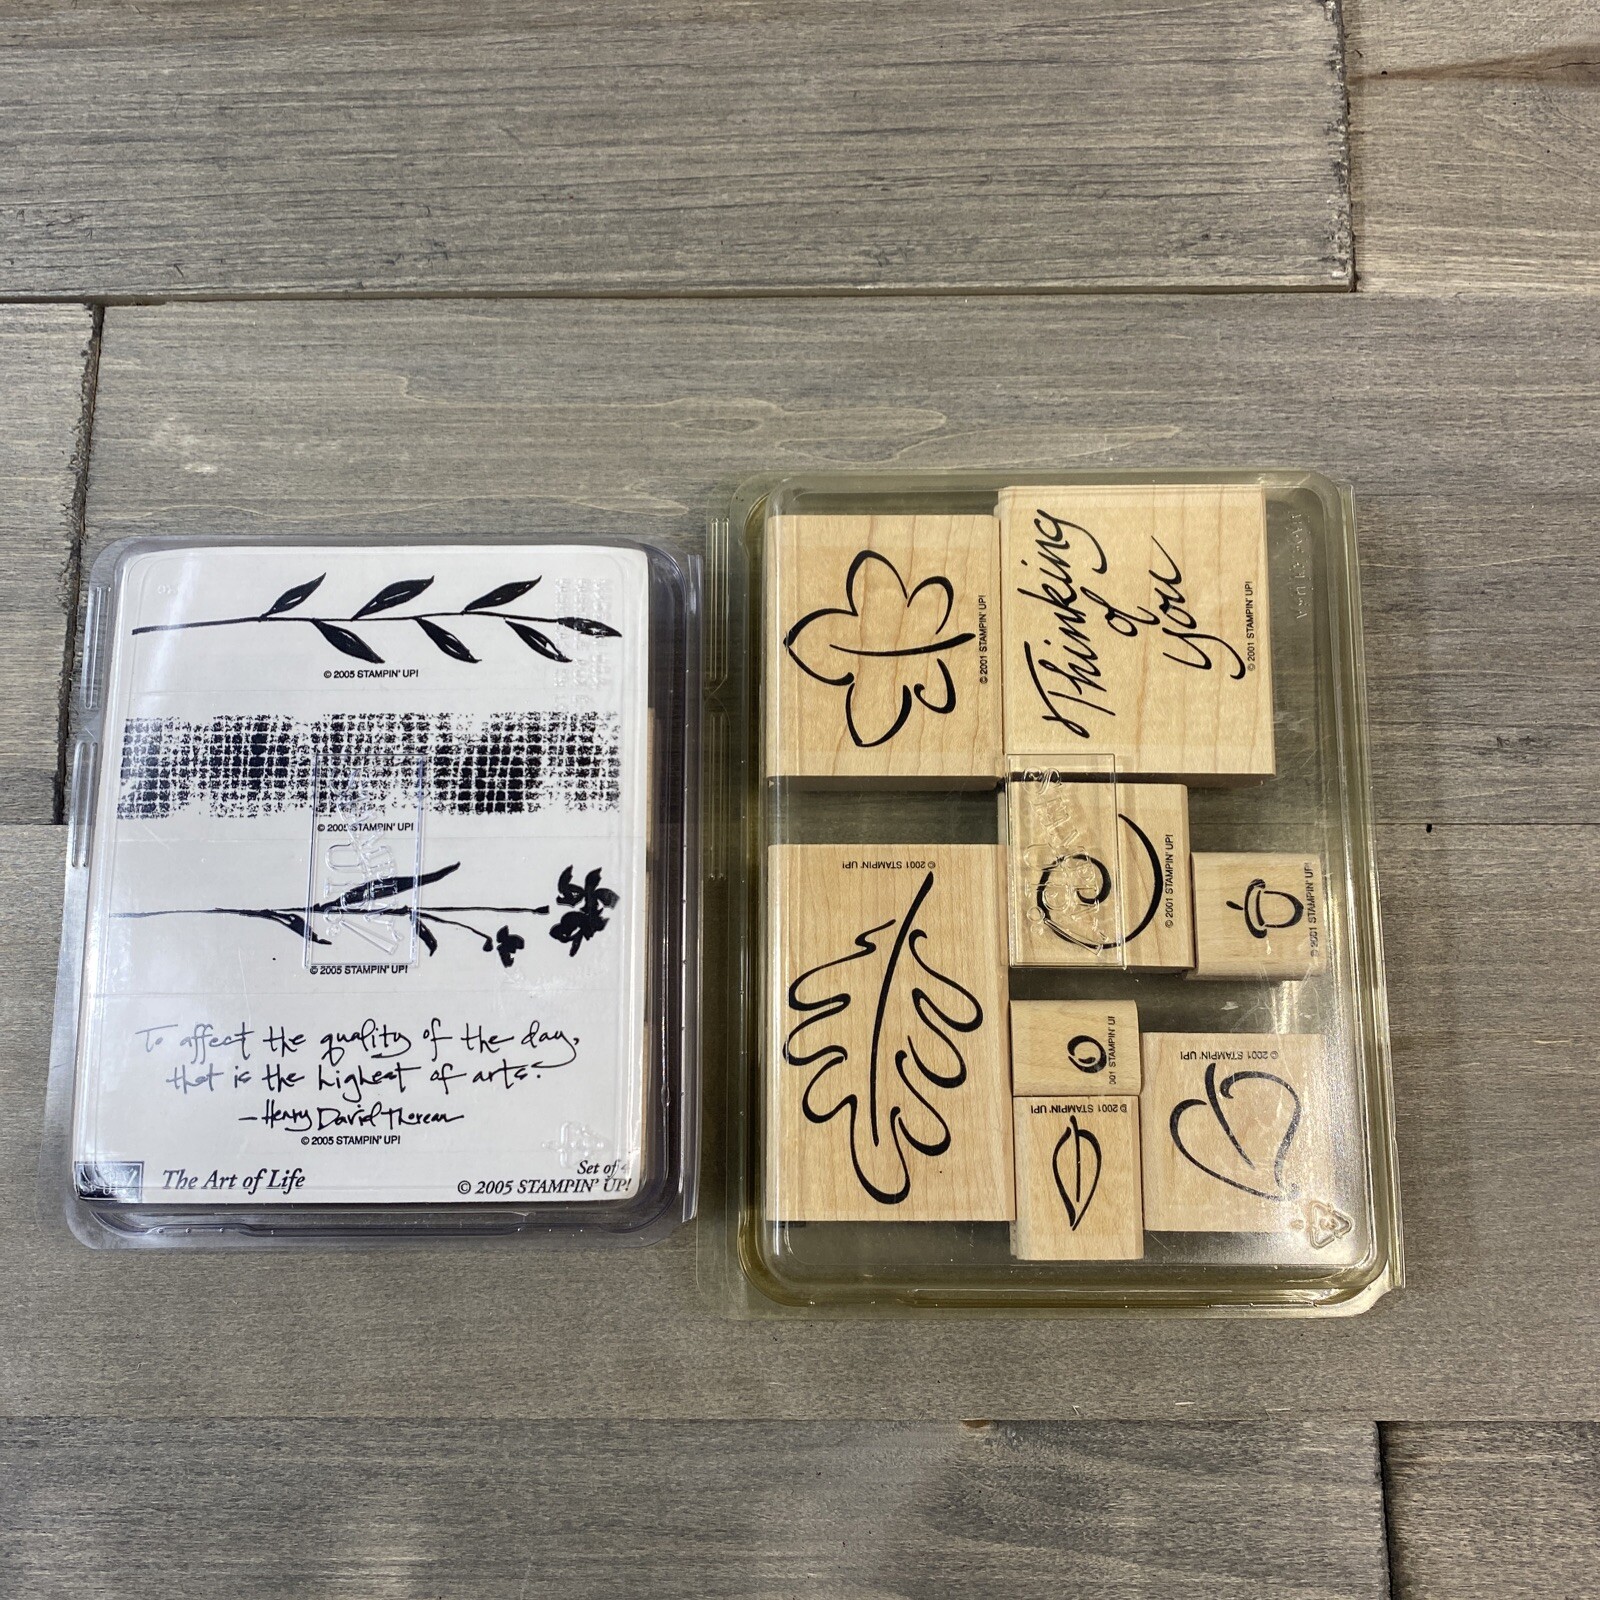 © 2005 STAMPIN' UP!
© 2005 STAMPIN' UP!
© 2005 STAMPIN' UP!
To affect the quality of the day,
that is the highest of arts.
- Henry David Thoreau
© 2005 STAMPIN' UP!
The Art of Life
Set of 4
© 2005 STAMPIN' UP!
© 2001 STAMPIN' UP!
Thinking
of
you
© 2001 STAMPIN' UP!
© 2001 STAMPIN' UP!
© 2001 STAMPIN' UP!
© 2001 STAMPIN' UP!
001 STAMPIN' U
© 2001 STAMPIN' UP!
© 2001 STAMPIN' UP!